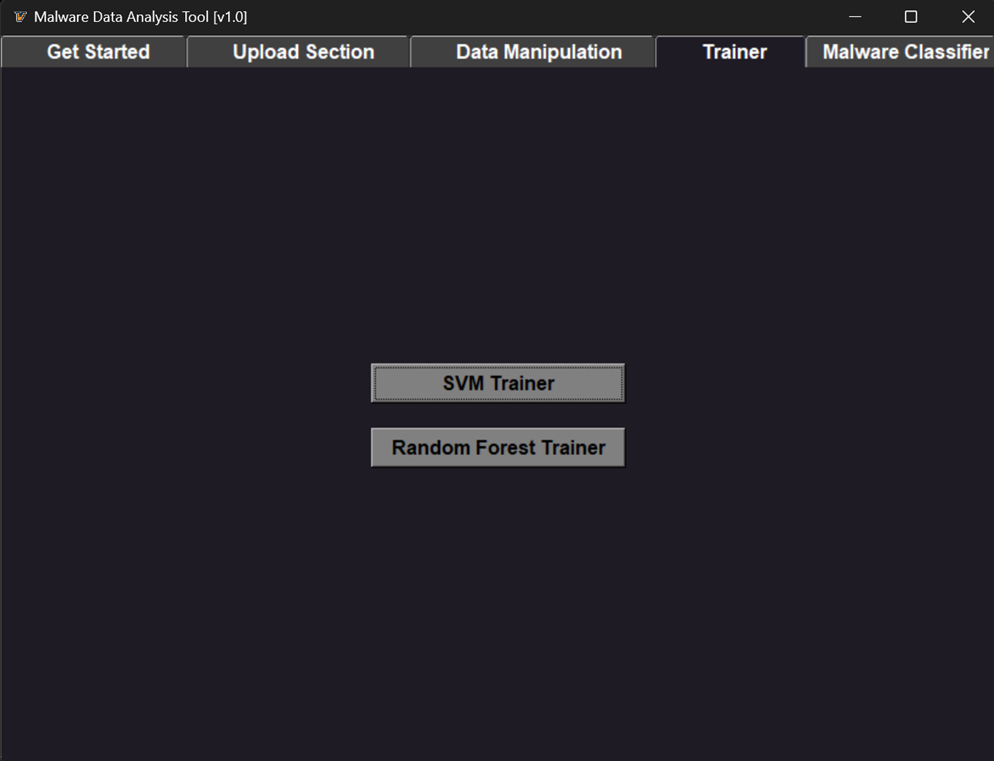 Malware Data Analysis Tool [v1.0]
Get Started Upload Section Data Manipulation Trainer Malware Classifier
SVM Trainer
Random Forest Trainer